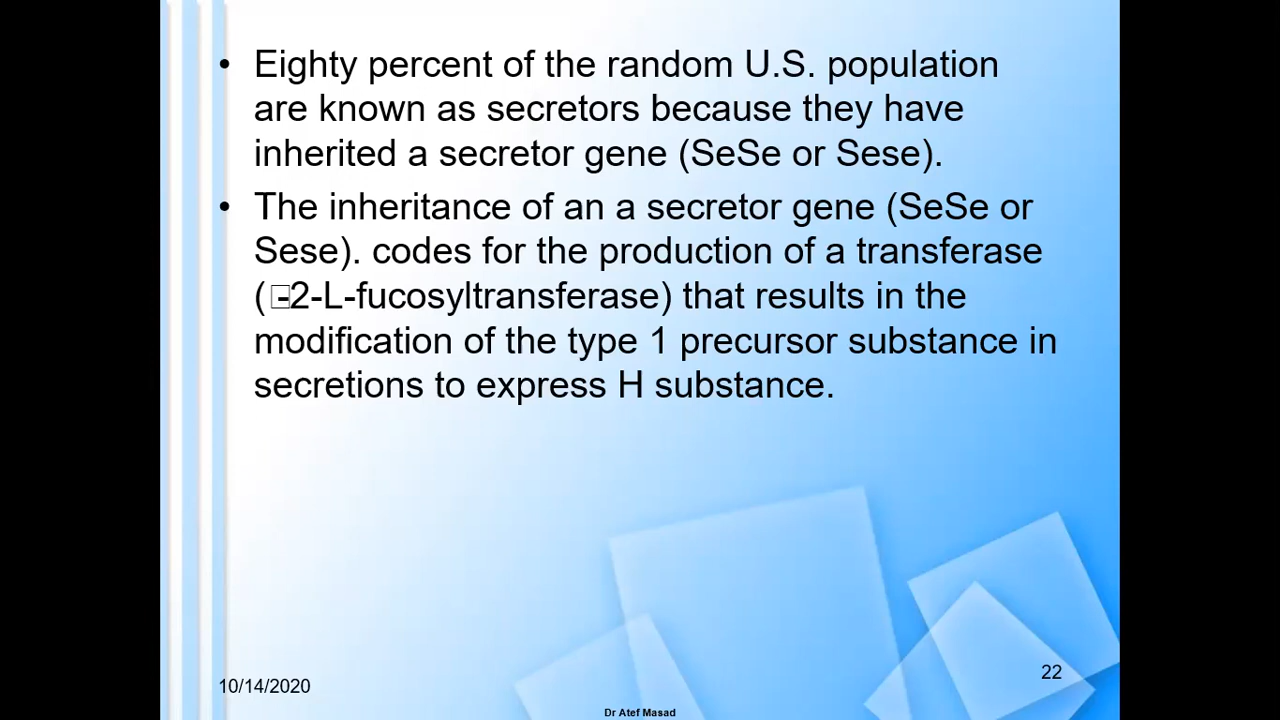 • Eighty percent of the random U.S. population
are known as secretors because they have
inherited a secretor gene (SeSe or Sese).
• The inheritance of an a secretor gene (SeSe or
Sese). codes for the production of a transferase
(□-2-L-fucosyltransferase) that results in the
modification of the type 1 precursor substance in
secretions to express H substance.
10/14/2020
22
Dr Atef Masad